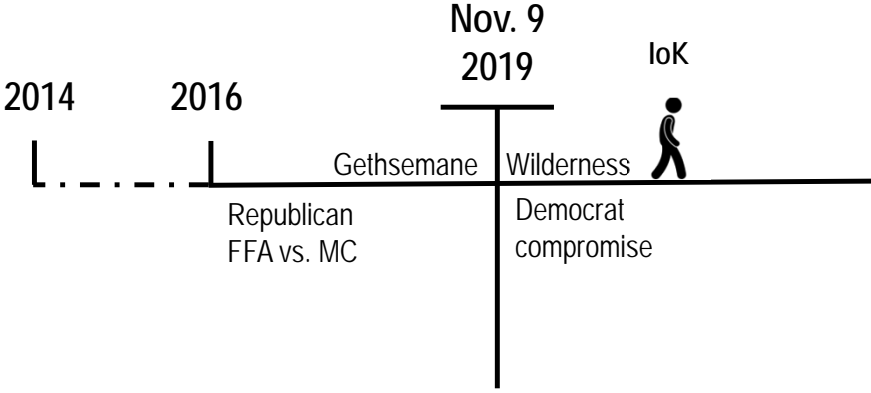 Nov. 9
2019
IoK
2014
2016
Gethsemane
Wilderness
Republican
FFA vs. MC
Democrat
compromise